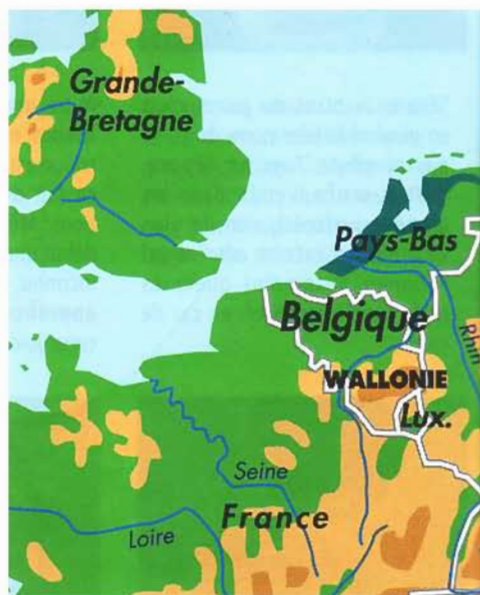 Grande-
Bretagne
Pays-Bas
Belgique
Rhin
WALLONIE
Lux.
Seine
France
Loire